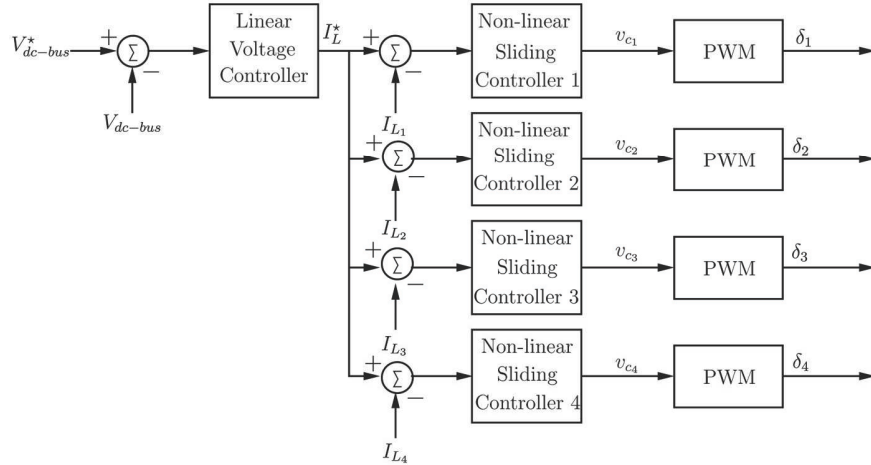 V*dc−bus
+
Σ
−
Vdc−bus
Linear
Voltage
Controller
I*L
+
Σ
−
IL1
Non-linear
Sliding
Controller 1
vc1
PWM
δ1
+
Σ
−
IL2
Non-linear
Sliding
Controller 2
vc2
PWM
δ2
+
Σ
−
IL3
Non-linear
Sliding
Controller 3
vc3
PWM
δ3
+
Σ
−
IL4
Non-linear
Sliding
Controller 4
vc4
PWM
δ4